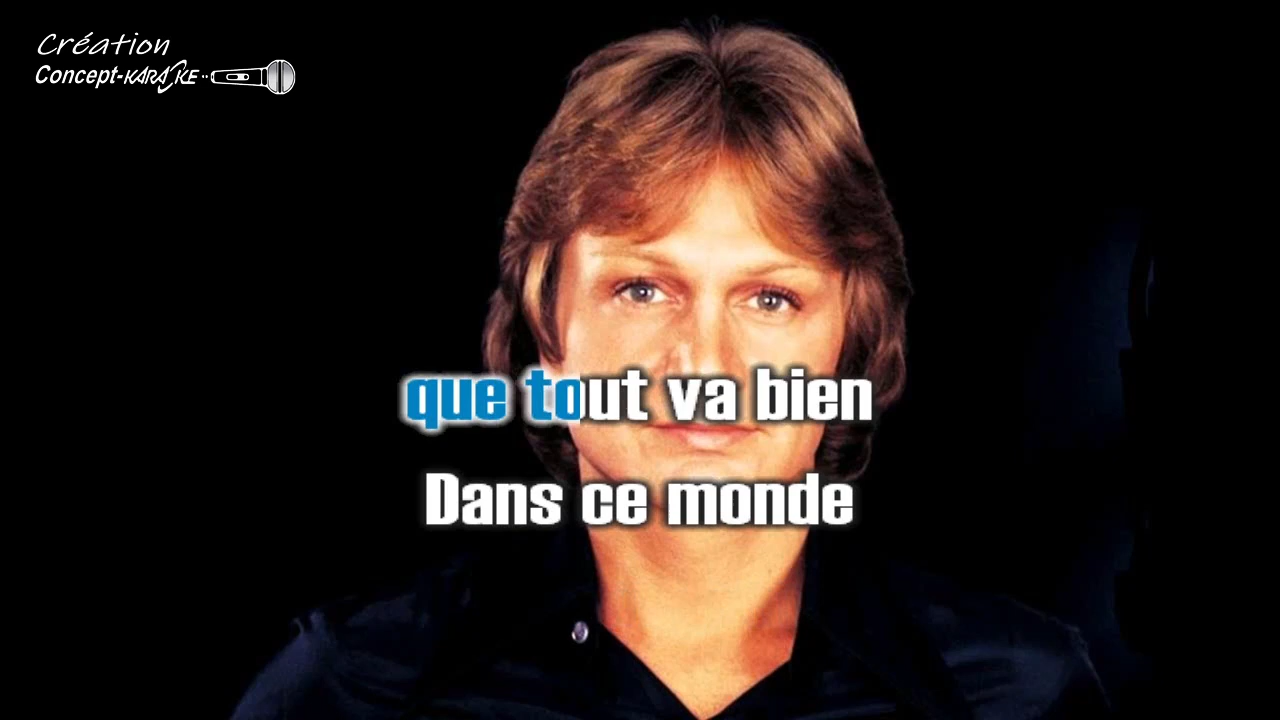 Création
Concept-KARAOKE
que tout va bien
Dans ce monde